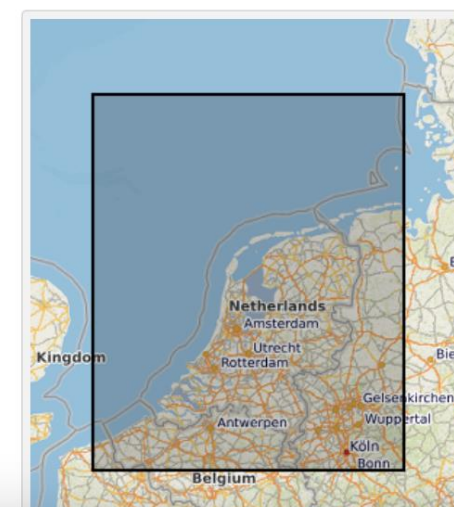 Netherlands
Amsterdam
Utrecht
Kingdom
Rotterdam
Bie
Gelsenkirchen
Antwerpen
Wuppertal
Köln
Bonn
Belgium